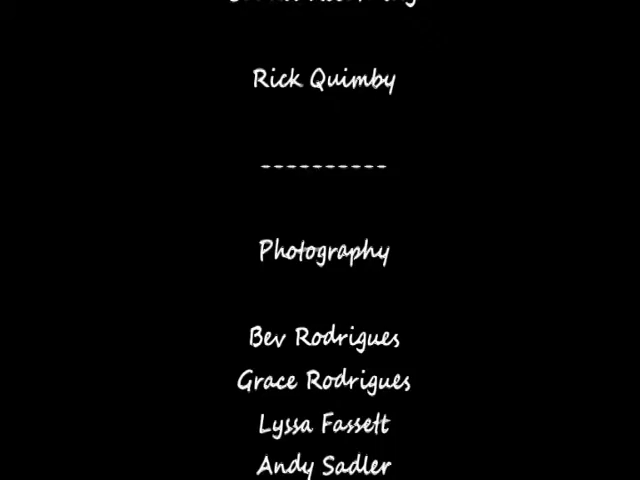 Rick Quimby
----------
Photography
Bev Rodrigues
Grace Rodrigues
Lyssa Fassett
Andy Sadler